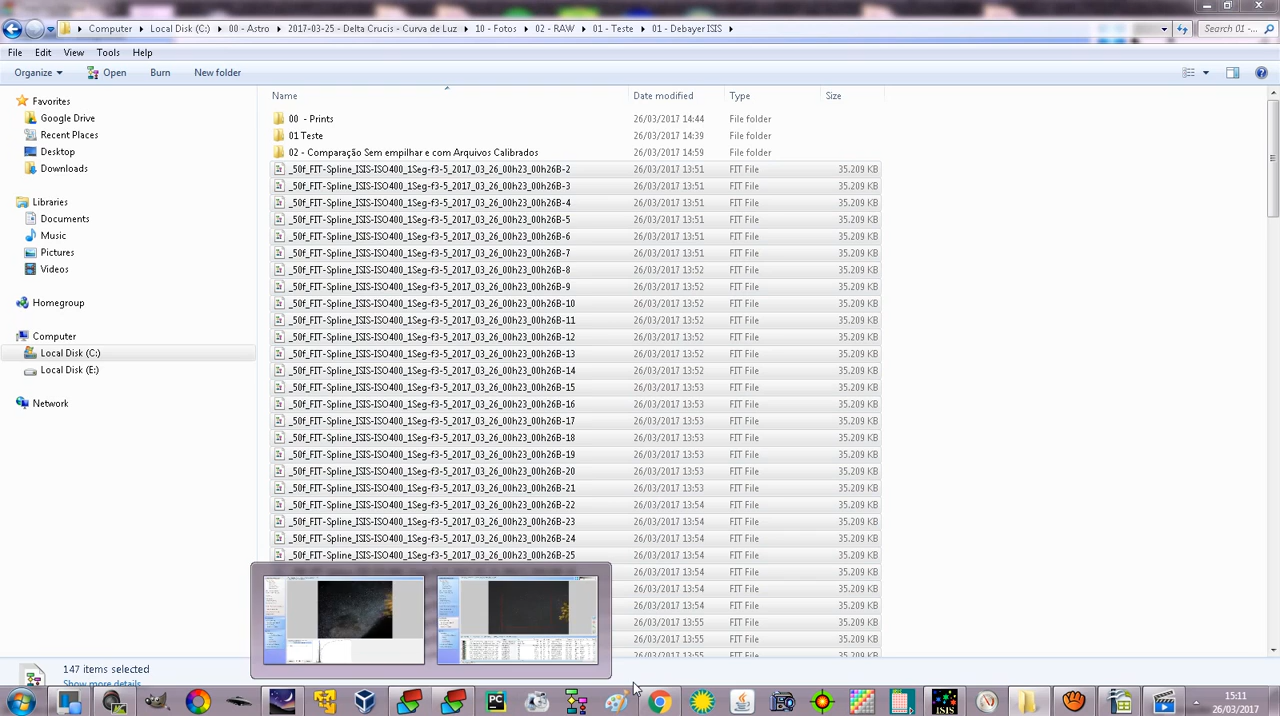 Computer ▸ Local Disk (C:) ▸ 00 - Astro ▸ 2017-03-25 - Delta Crucis - Curva de Luz ▸ 10 - Fotos ▸ 02 - RAW ▸ 01 - Teste ▸ 01 - Debayer ISIS ▸ Search 01 -...
File Edit View Tools Help
Organize Open Burn New folder
Name Date modified Type Size
Favorites
Google Drive
Recent Places
Desktop
Downloads
Libraries
Documents
Music
Pictures
Videos
Homegroup
Computer
Local Disk (C:)
Local Disk (E:)
Network
00 - Prints 26/03/2017 14:44 File folder
01 Teste 26/03/2017 14:39 File folder
02 - Comparação Sem empilhar e com Arquivos Calibrados 26/03/2017 14:59 File folder
_50f_FIT-Spline_ISIS-ISO400_1Seg-f3-5_2017_03_26_00h23_00h26B-2 26/03/2017 13:51 FIT File 35.209 KB
_50f_FIT-Spline_ISIS-ISO400_1Seg-f3-5_2017_03_26_00h23_00h26B-3 26/03/2017 13:51 FIT File 35.209 KB
_50f_FIT-Spline_ISIS-ISO400_1Seg-f3-5_2017_03_26_00h23_00h26B-4 26/03/2017 13:51 FIT File 35.209 KB
_50f_FIT-Spline_ISIS-ISO400_1Seg-f3-5_2017_03_26_00h23_00h26B-5 26/03/2017 13:51 FIT File 35.209 KB
_50f_FIT-Spline_ISIS-ISO400_1Seg-f3-5_2017_03_26_00h23_00h26B-6 26/03/2017 13:51 FIT File 35.209 KB
_50f_FIT-Spline_ISIS-ISO400_1Seg-f3-5_2017_03_26_00h23_00h26B-7 26/03/2017 13:51 FIT File 35.209 KB
_50f_FIT-Spline_ISIS-ISO400_1Seg-f3-5_2017_03_26_00h23_00h26B-8 26/03/2017 13:52 FIT File 35.209 KB
_50f_FIT-Spline_ISIS-ISO400_1Seg-f3-5_2017_03_26_00h23_00h26B-9 26/03/2017 13:52 FIT File 35.209 KB
_50f_FIT-Spline_ISIS-ISO400_1Seg-f3-5_2017_03_26_00h23_00h26B-10 26/03/2017 13:52 FIT File 35.209 KB
_50f_FIT-Spline_ISIS-ISO400_1Seg-f3-5_2017_03_26_00h23_00h26B-11 26/03/2017 13:52 FIT File 35.209 KB
_50f_FIT-Spline_ISIS-ISO400_1Seg-f3-5_2017_03_26_00h23_00h26B-12 26/03/2017 13:52 FIT File 35.209 KB
_50f_FIT-Spline_ISIS-ISO400_1Seg-f3-5_2017_03_26_00h23_00h26B-13 26/03/2017 13:52 FIT File 35.209 KB
_50f_FIT-Spline_ISIS-ISO400_1Seg-f3-5_2017_03_26_00h23_00h26B-14 26/03/2017 13:52 FIT File 35.209 KB
_50f_FIT-Spline_ISIS-ISO400_1Seg-f3-5_2017_03_26_00h23_00h26B-15 26/03/2017 13:53 FIT File 35.209 KB
_50f_FIT-Spline_ISIS-ISO400_1Seg-f3-5_2017_03_26_00h23_00h26B-16 26/03/2017 13:53 FIT File 35.209 KB
_50f_FIT-Spline_ISIS-ISO400_1Seg-f3-5_2017_03_26_00h23_00h26B-17 26/03/2017 13:53 FIT File 35.209 KB
_50f_FIT-Spline_ISIS-ISO400_1Seg-f3-5_2017_03_26_00h23_00h26B-18 26/03/2017 13:53 FIT File 35.209 KB
_50f_FIT-Spline_ISIS-ISO400_1Seg-f3-5_2017_03_26_00h23_00h26B-19 26/03/2017 13:53 FIT File 35.209 KB
_50f_FIT-Spline_ISIS-ISO400_1Seg-f3-5_2017_03_26_00h23_00h26B-20 26/03/2017 13:53 FIT File 35.209 KB
_50f_FIT-Spline_ISIS-ISO400_1Seg-f3-5_2017_03_26_00h23_00h26B-21 26/03/2017 13:53 FIT File 35.209 KB
_50f_FIT-Spline_ISIS-ISO400_1Seg-f3-5_2017_03_26_00h23_00h26B-22 26/03/2017 13:54 FIT File 35.209 KB
_50f_FIT-Spline_ISIS-ISO400_1Seg-f3-5_2017_03_26_00h23_00h26B-23 26/03/2017 13:54 FIT File 35.209 KB
_50f_FIT-Spline_ISIS-ISO400_1Seg-f3-5_2017_03_26_00h23_00h26B-24 26/03/2017 13:54 FIT File 35.209 KB
_50f_FIT-Spline_ISIS-ISO400_1Seg-f3-5_2017_03_26_00h23_00h26B-25 26/03/2017 13:54 FIT File 35.209 KB
26/03/2017 13:54 FIT File 35.209 KB
26/03/2017 13:54 FIT File 35.209 KB
26/03/2017 13:54 FIT File 35.209 KB
26/03/2017 13:55 FIT File 35.209 KB
26/03/2017 13:55 FIT File 35.209 KB
26/03/2017 13:55 FIT File 35.209 KB
147 items selected
Show more details...
PC
ISIS
15:11
26/03/2017